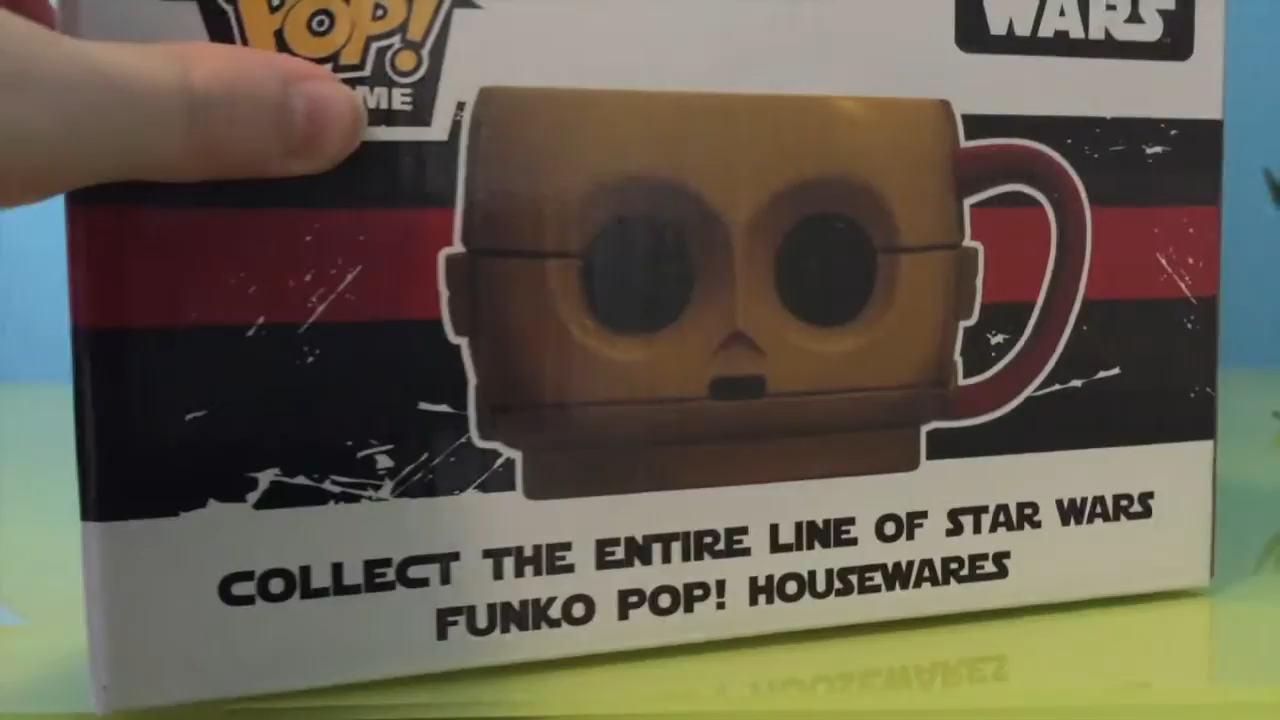 POP!
WARS
COLLECT THE ENTIRE LINE OF STAR WARS
FUNKO POP! HOUSEWARES